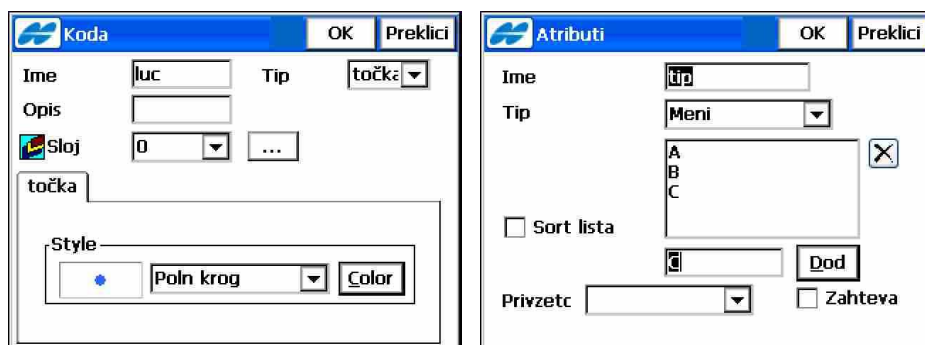 Koda OK Preklici
Ime luc Tip točka
Opis
Sloj 0 ...
točka
Style
Poln krog Color
Atributi OK Preklici
Ime tip
Tip Meni
A
B
C
Sort lista
C Dod
Privzetc Zahteva